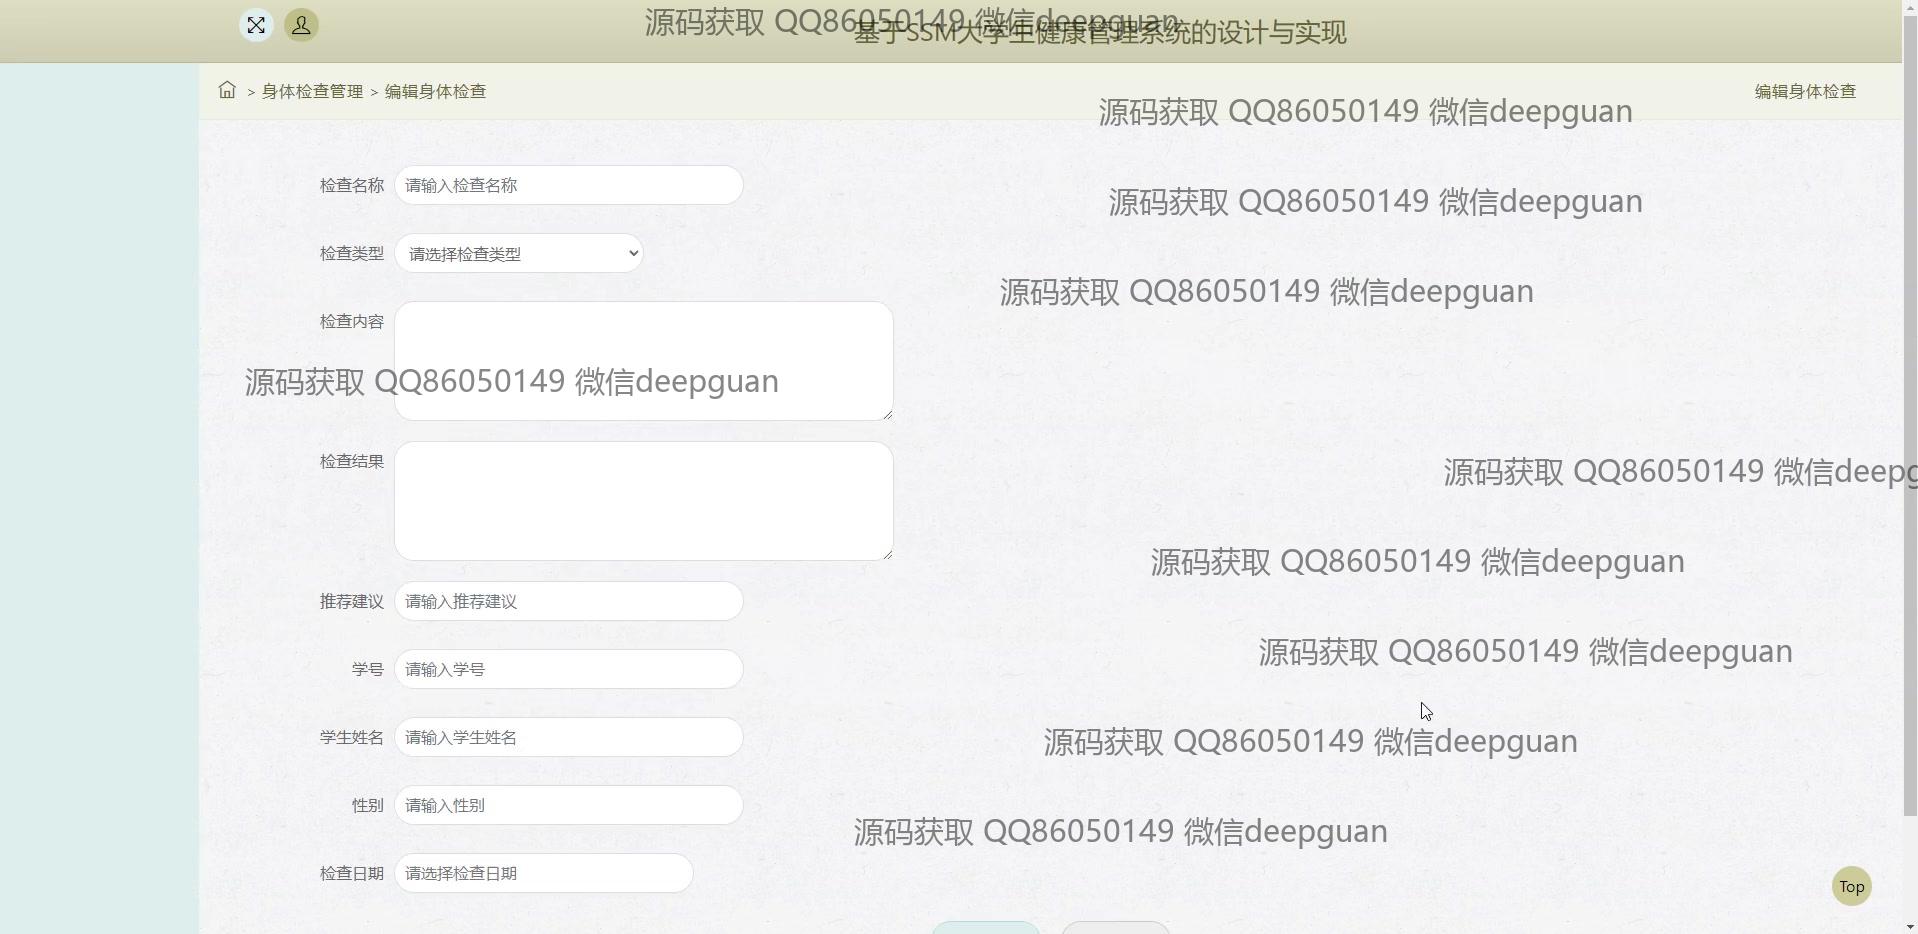 源码获取 QQ86050149 微信deepguan
基于SSM大学生健康管理系统的设计与实现
> 身体检查管理 > 编辑身体检查
编辑身体检查
源码获取 QQ86050149 微信deepguan
检查名称 请输入检查名称
源码获取 QQ86050149 微信deepguan
检查类型 请选择检查类型
源码获取 QQ86050149 微信deepguan
检查内容
源码获取 QQ86050149 微信deepguan
检查结果
源码获取 QQ86050149 微信deepg
源码获取 QQ86050149 微信deepguan
推荐建议 请输入推荐建议
源码获取 QQ86050149 微信deepguan
学号 请输入学号
学生姓名 请输入学生姓名
源码获取 QQ86050149 微信deepguan
性别 请输入性别
源码获取 QQ86050149 微信deepguan
检查日期 请选择检查日期
Top